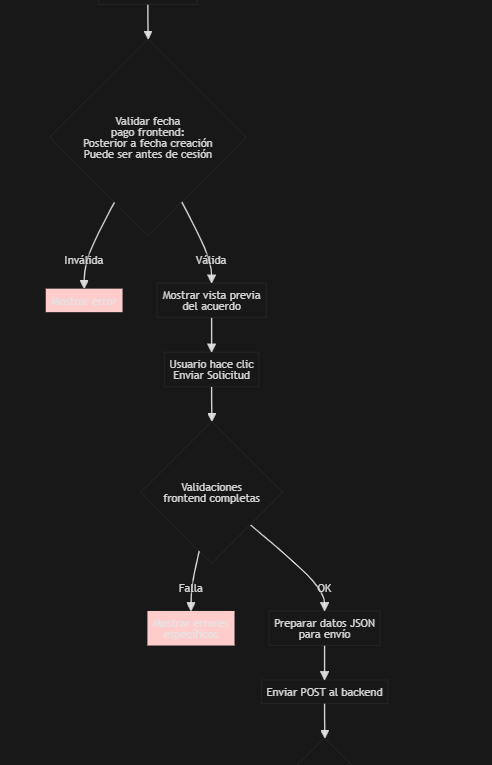 Validar fecha
pago frontend:
Posterior a fecha creación
Puede ser antes de cesión
Inválida
Válida
Mostrar error
Mostrar vista previa
del acuerdo
Usuario hace clic
Enviar Solicitud
Validaciones
frontend completas
Falla
OK
Mostrar errores
específicos
Preparar datos JSON
para envío
Enviar POST al backend